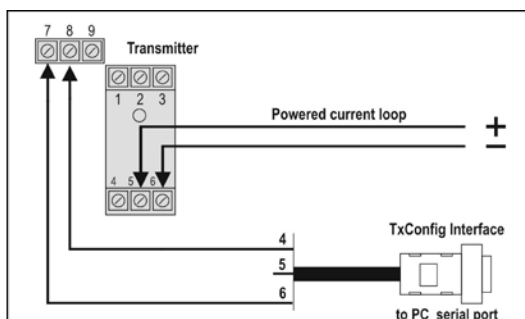 7 8 9
Transmitter
1 2 3
Powered current loop
+
−
4 5 6
TxConfig Interface
4
5
6
to PC serial port